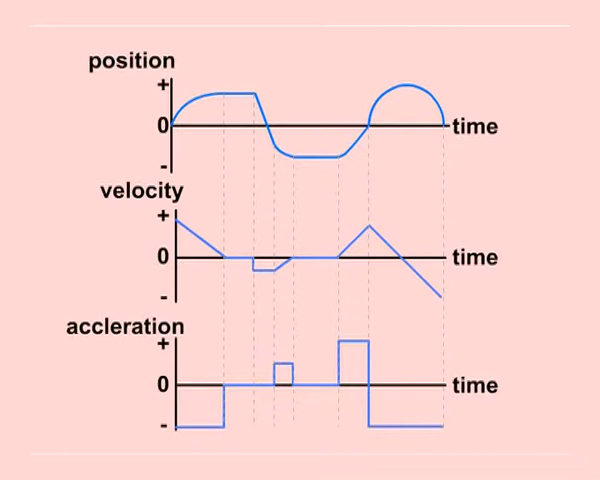 position
+
0
time
-
velocity
+
0
time
-
accleration
+
0
time
-